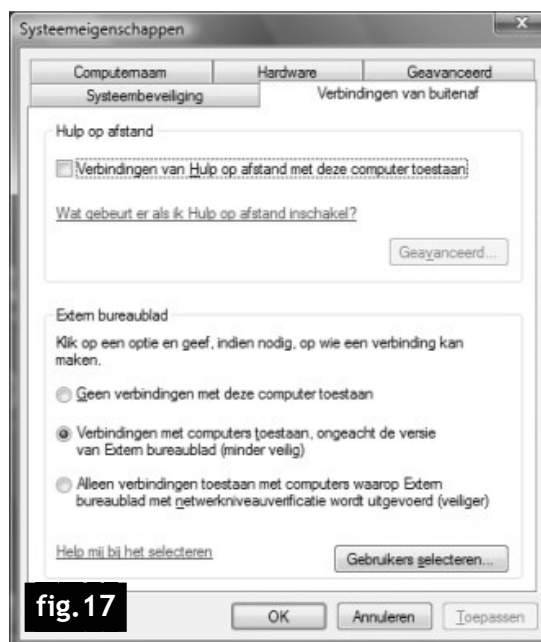 Systeemeigenschappen
Computernaam Hardware Geavanceerd
Systeembeveiliging Verbindingen van buitenaf
Hulp op afstand
Verbindingen van Hulp op afstand met deze computer toestaan
Wat gebeurt er als ik Hulp op afstand inschakel?
Geavanceerd...
Extern bureaublad
Klik op een optie en geef, indien nodig, op wie een verbinding kan
maken.
Geen verbindingen met deze computer toestaan
Verbindingen met computers toestaan, ongeacht de versie
van Extern bureaublad (minder veilig)
Alleen verbindingen toestaan met computers waarop Extern
bureaublad met netwerkniveauverificatie wordt uitgevoerd (veiliger)
Help mij bij het selecteren
Gebruikers selecteren...
fig.17
OK Annuleren Toepassen